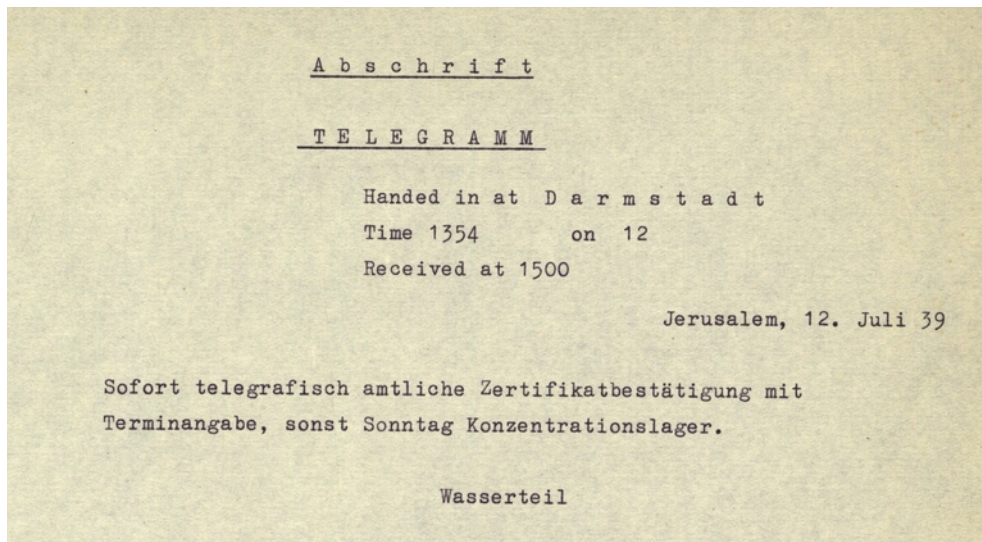 Abschrift
TELEGRAMM
Handed in at Darmstadt
Time 1354 on 12
Received at 1500
Jerusalem, 12. Juli 39
Sofort telegrafisch amtliche Zertifikatbestätigung mit
Terminangabe, sonst Sonntag Konzentrationslager.
Wasserteil